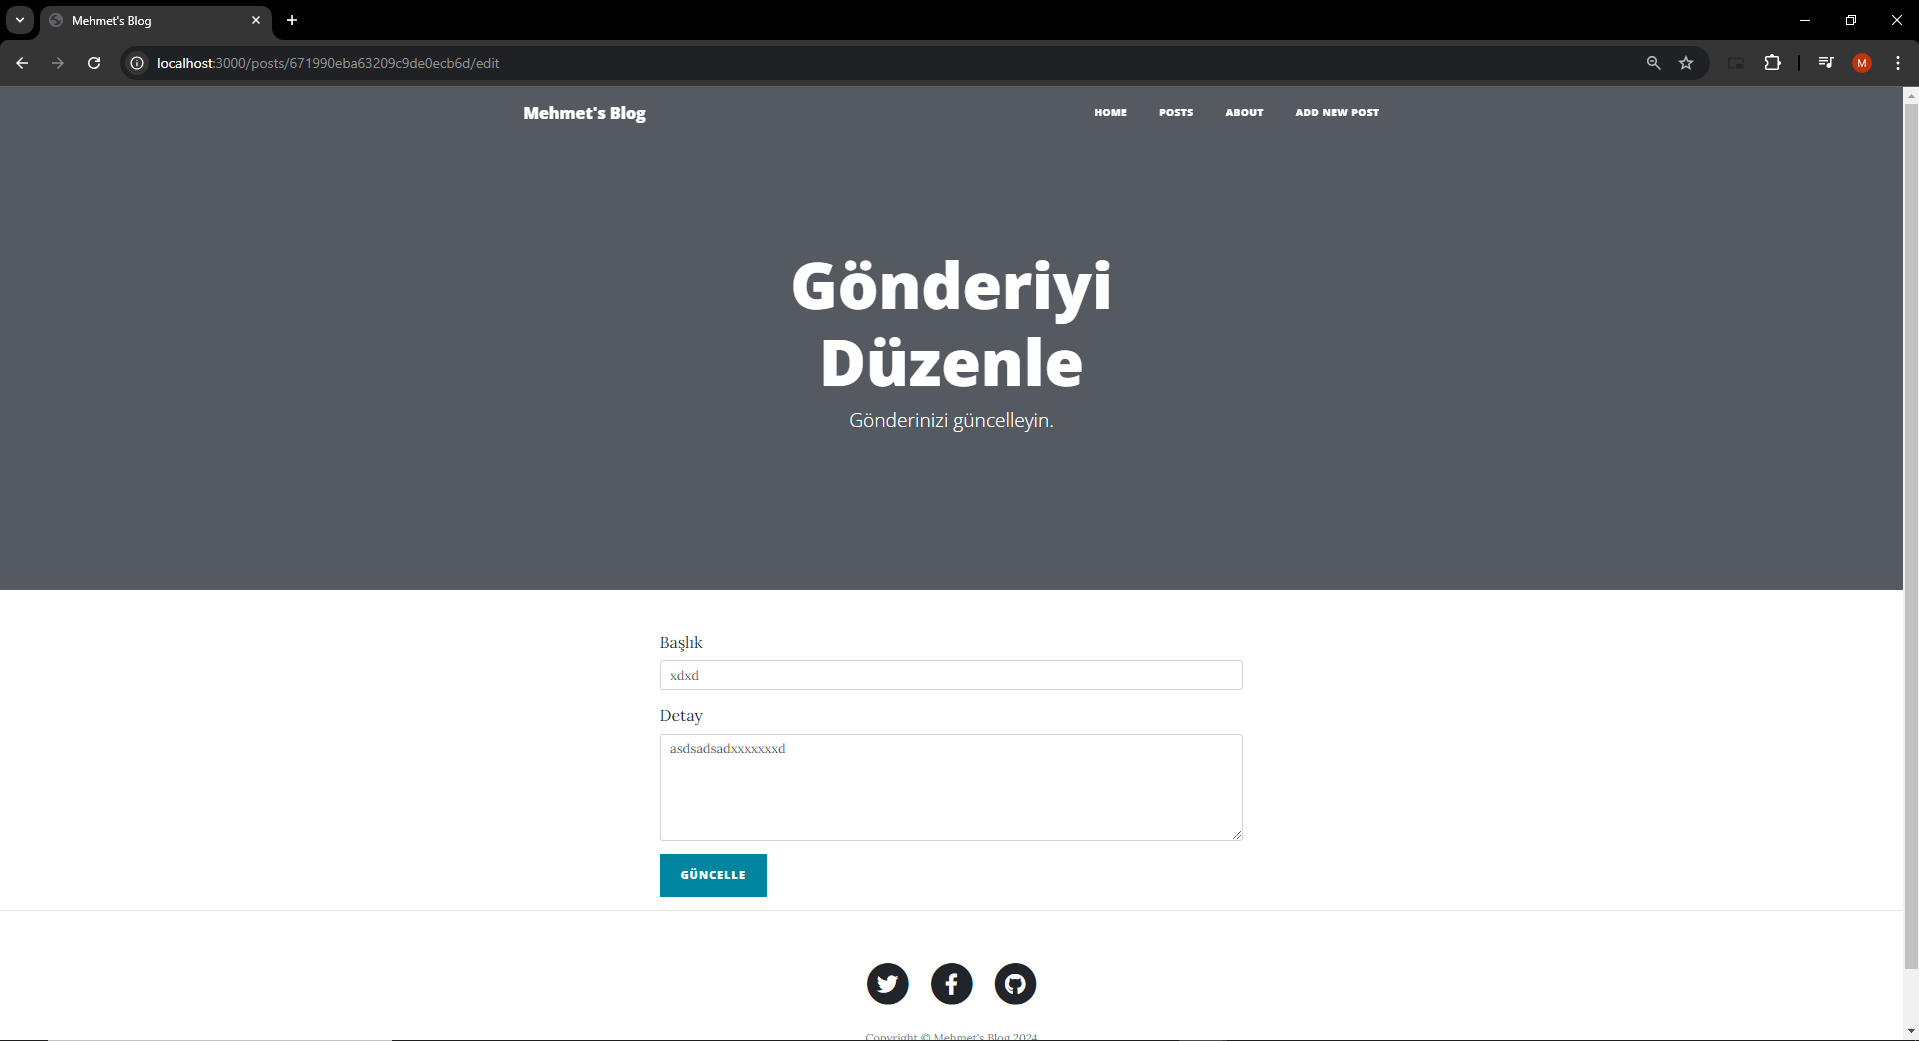 Mehmet's Blog
localhost:3000/posts/671990eba63209c9de0ecb6d/edit
M
Mehmet's Blog
HOME
POSTS
ABOUT
ADD NEW POST
Gönderiyi
Düzenle
Gönderinizi güncelleyin.
Başlık
xdxd
Detay
asdsadsadxxxxxxxd
GÜNCELLE
Copyright © Mehmet's Blog 2024